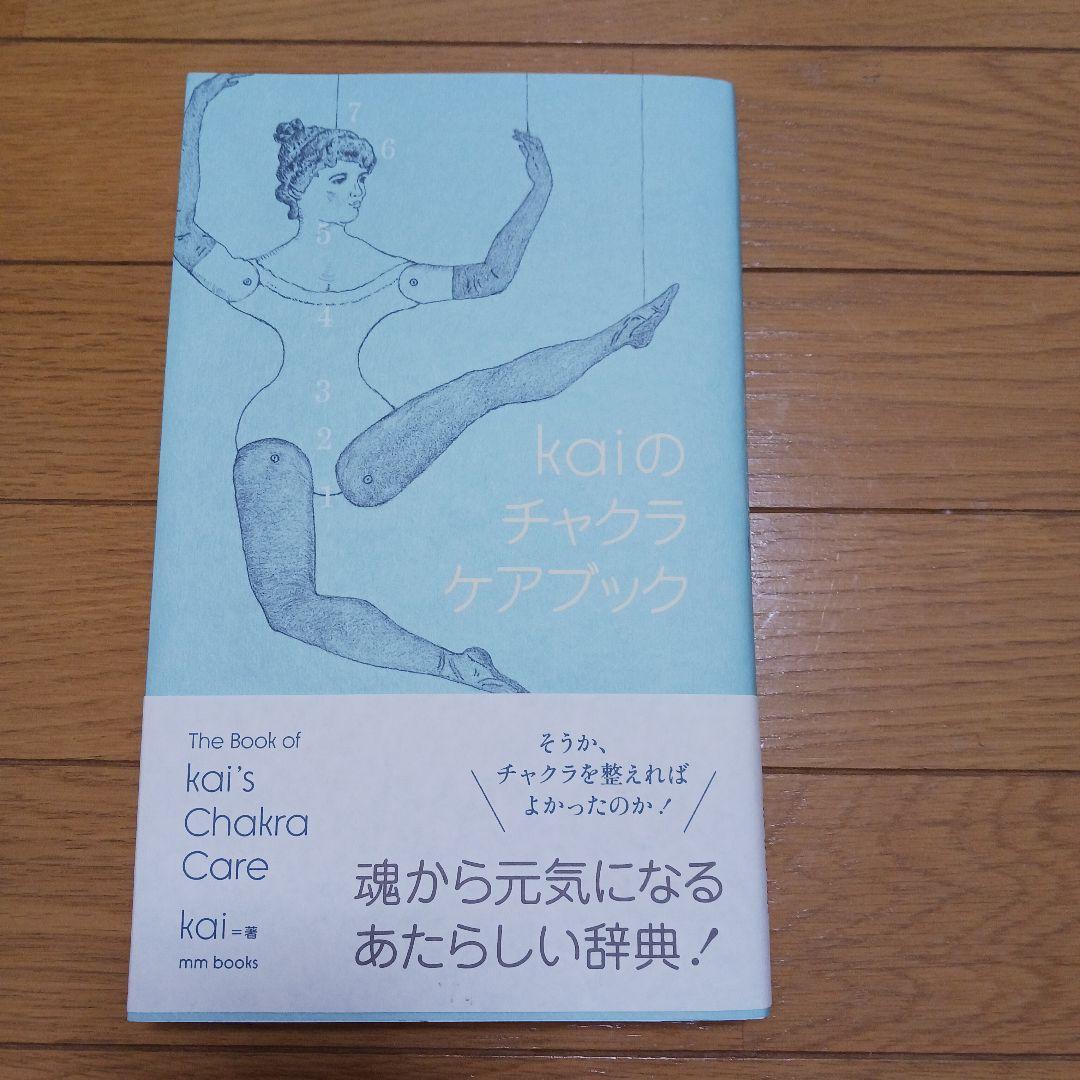 7
6
5
4
3
2
1
kaiの
チャクラ
ケアブック
The Book of
kai's
Chakra
Care
kai=著
mm books
そうか、
チャクラを整えれば
よかったのか！
魂から元気になる
あたらしい辞典！